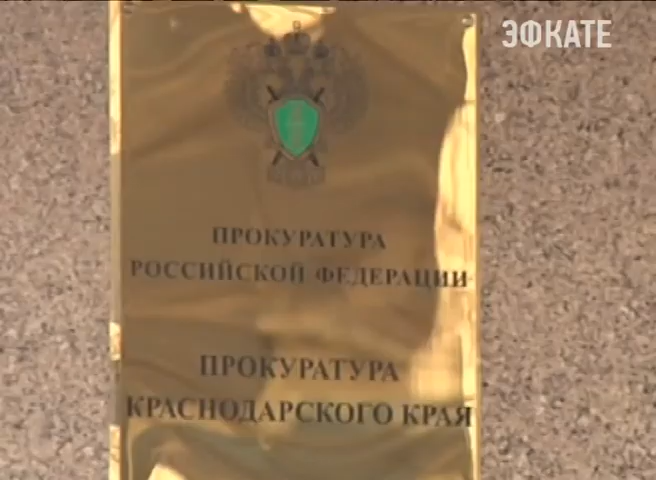 ЭФКАТЕ
ПРОКУРАТУРА
РОССИЙСКОЙ ФЕДЕРАЦИИ
ПРОКУРАТУРА
КРАСНОДАРСКОГО КРАЯ